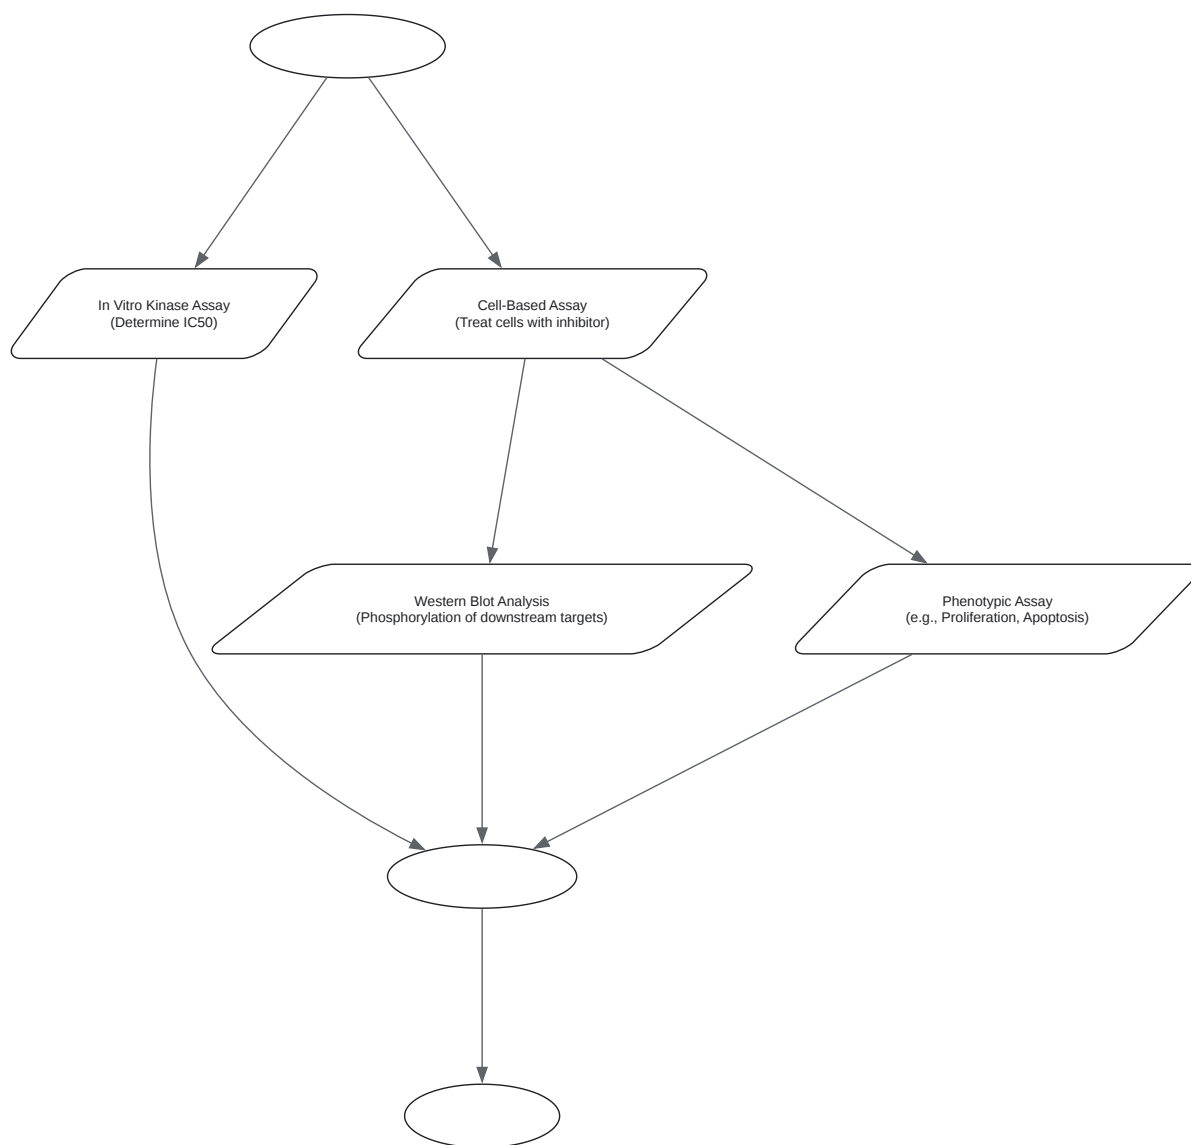 In Vitro Kinase Assay
(Determine IC50)
Cell-Based Assay
(Treat cells with inhibitor)
Western Blot Analysis
(Phosphorylation of downstream targets)
Phenotypic Assay
(e.g., Proliferation, Apoptosis)